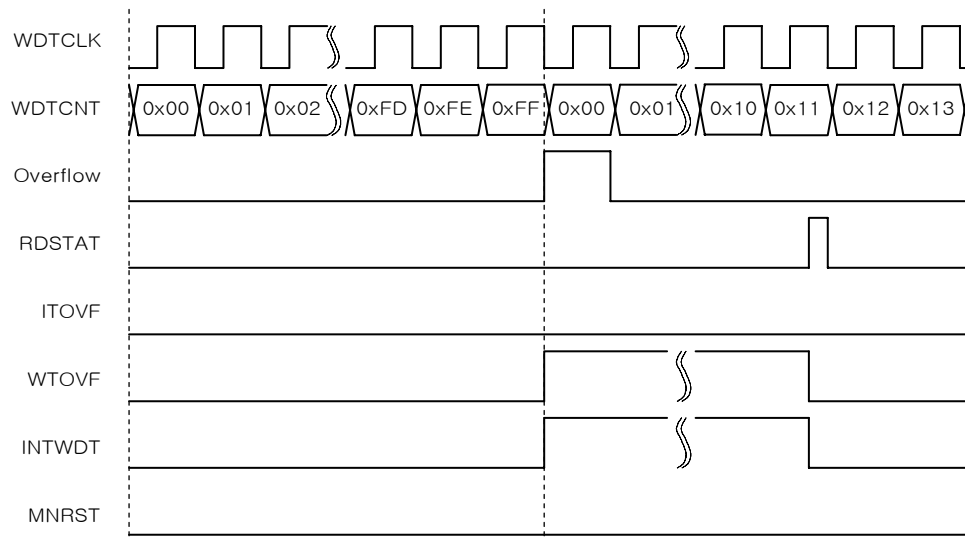 WDTCLK
WDTCNT 0x00 0x01 0x02 0xFD 0xFE 0xFF 0x00 0x01 0x10 0x11 0x12 0x13
Overflow
RDSTAT
ITOVF
WTOVF
INTWDT
MNRST